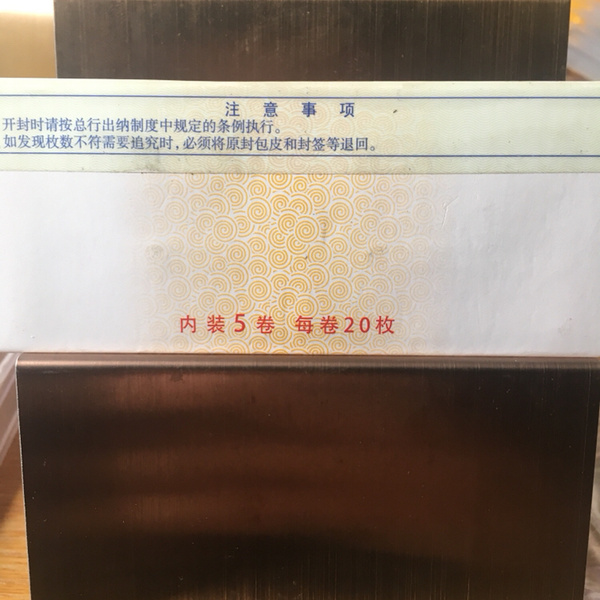 注意事项
开封时请按总行出纳制度中规定的条例执行。
如发现枚数不符需要追究时,必须将原封包皮和封签等退回。
内装5卷 每卷20枚